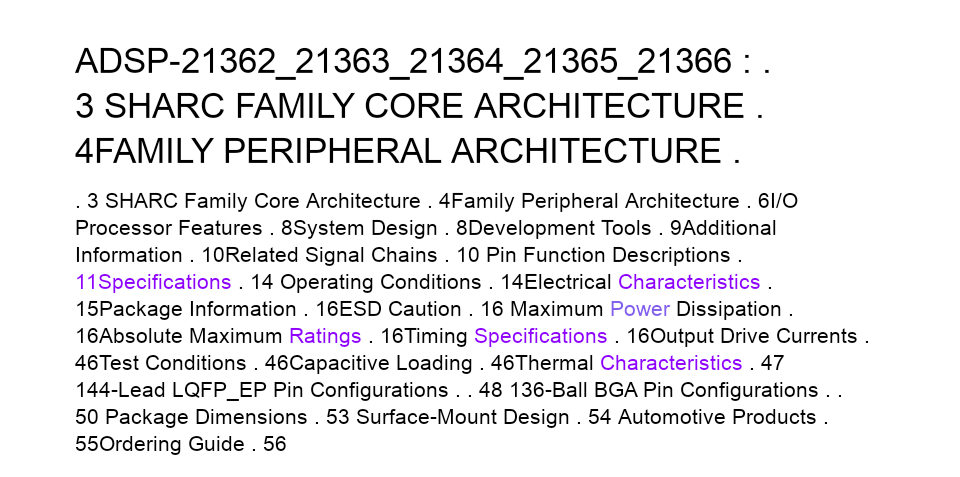 ADSP-21362_21363_21364_21365_21366 : .
3 SHARC FAMILY CORE ARCHITECTURE .
4FAMILY PERIPHERAL ARCHITECTURE .
. 3 SHARC Family Core Architecture . 4Family Peripheral Architecture . 6I/O
Processor Features . 8System Design . 8Development Tools . 9Additional
Information . 10Related Signal Chains . 10 Pin Function Descriptions .
11Specifications . 14 Operating Conditions . 14Electrical Characteristics .
15Package Information . 16ESD Caution . 16 Maximum Power Dissipation .
16Absolute Maximum Ratings . 16Timing Specifications . 16Output Drive Currents .
46Test Conditions . 46Capacitive Loading . 46Thermal Characteristics . 47
144-Lead LQFP_EP Pin Configurations . . 48 136-Ball BGA Pin Configurations . .
50 Package Dimensions . 53 Surface-Mount Design . 54 Automotive Products .
55Ordering Guide . 56